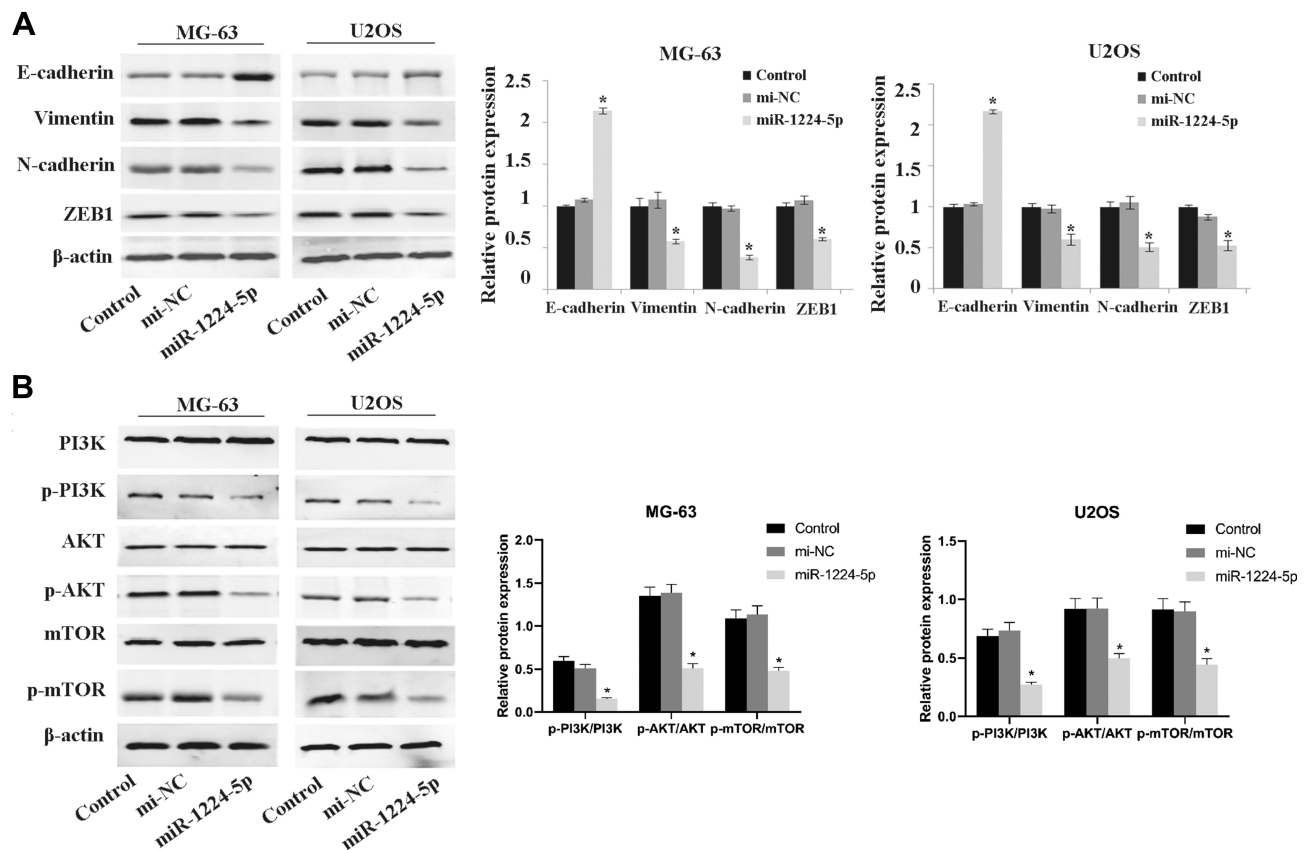 A
MG-63
U2OS
E-cadherin
Vimentin
N-cadherin
ZEB1
β-actin
Control
mi-NC
miR-1224-5p
Control
mi-NC
miR-1224-5p
MG-63
Control
mi-NC
miR-1224-5p
Relative protein expression
2.5
2
1.5
1
0.5
0
E-cadherin Vimentin N-cadherin ZEB1
U2OS
Control
mi-NC
miR-1224-5p
Relative protein expression
2.5
2
1.5
1
0.5
0
E-cadherin Vimentin N-cadherin ZEB1
* * * *
* * * *
B
MG-63
U2OS
PI3K
p-PI3K
AKT
p-AKT
mTOR
p-mTOR
β-actin
Control
mi-NC
miR-1224-5p
Control
mi-NC
miR-1224-5p
MG-63
Control
mi-NC
miR-1224-5p
Relative protein expression
2.0
1.5
1.0
0.5
0.0
* * *
p-PI3K/PI3K p-AKT/AKT p-mTOR/mTOR
U2OS
Control
mi-NC
miR-1224-5p
Relative protein expression
1.5
1.0
0.5
0.0
* * *
p-PI3K/PI3K p-AKT/AKT p-mTOR/mTOR